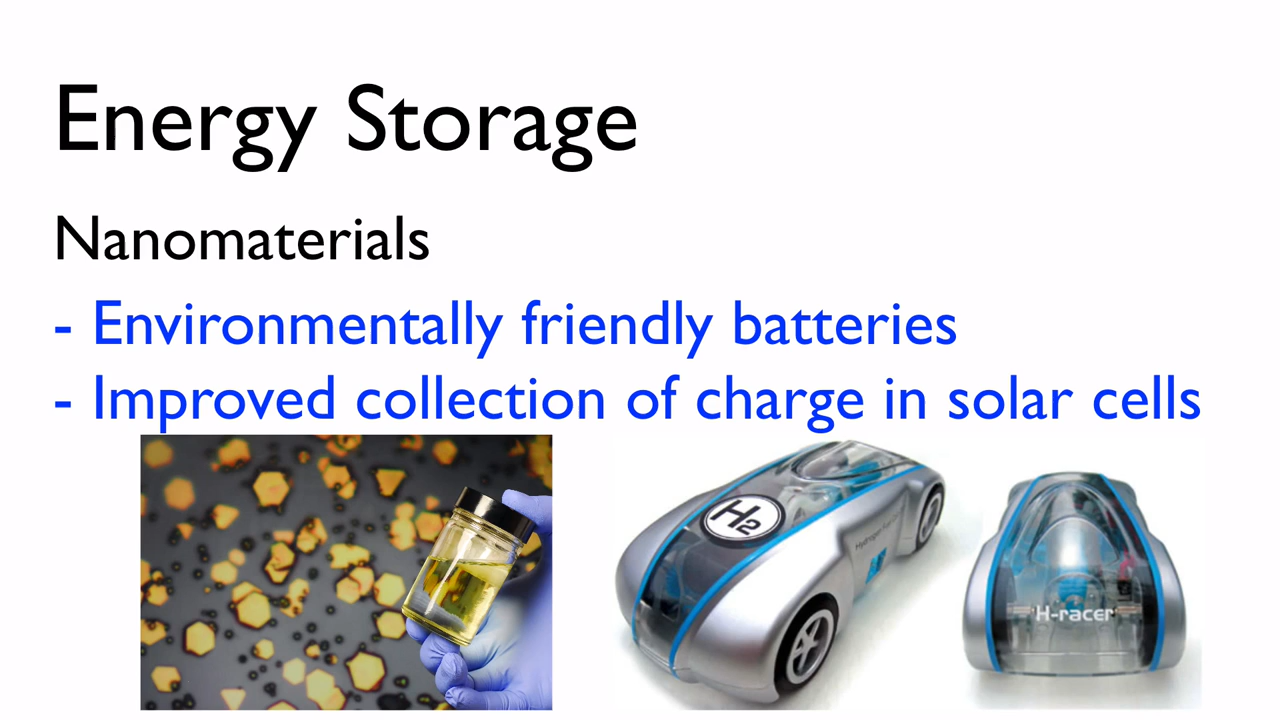 Energy Storage
Nanomaterials
- Environmentally friendly batteries
- Improved collection of charge in solar cells
H2
H-racer